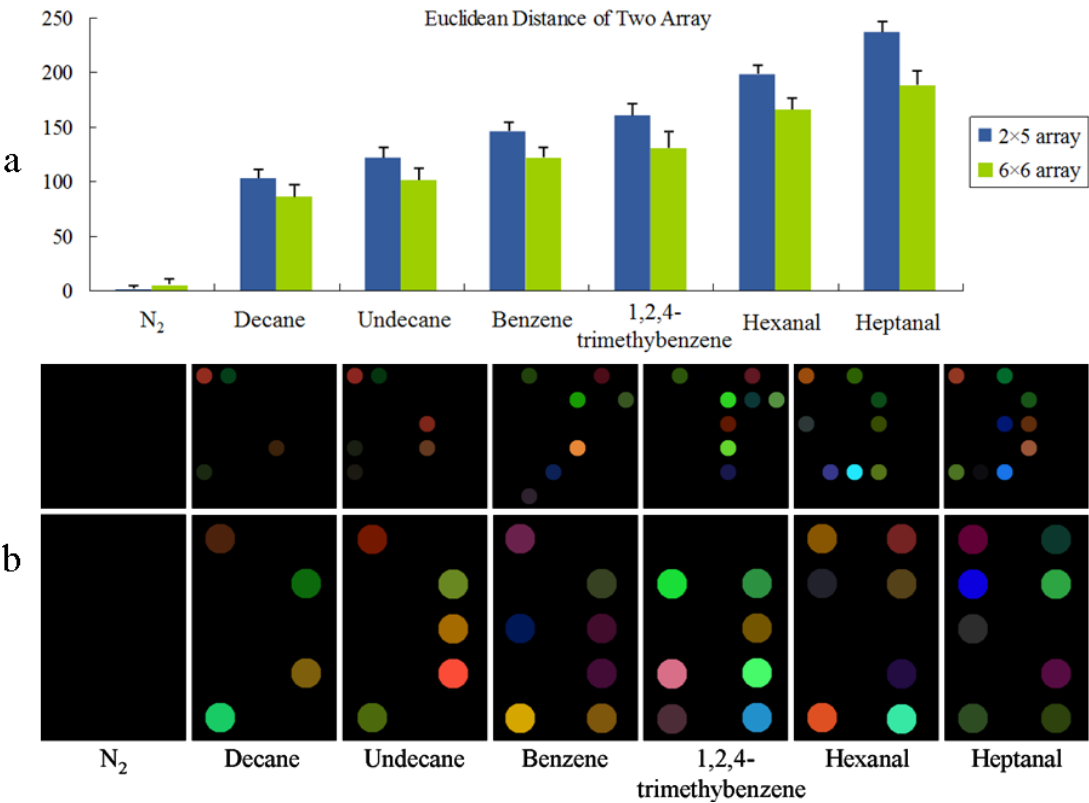 Euclidean Distance of Two Array
250
200
150
100
50
0
a
2×5 array
6×6 array
N₂ Decane Undecane Benzene 1,2,4-trimethybenzene Hexanal Heptanal
b
N₂ Decane Undecane Benzene 1,2,4-trimethybenzene Hexanal Heptanal